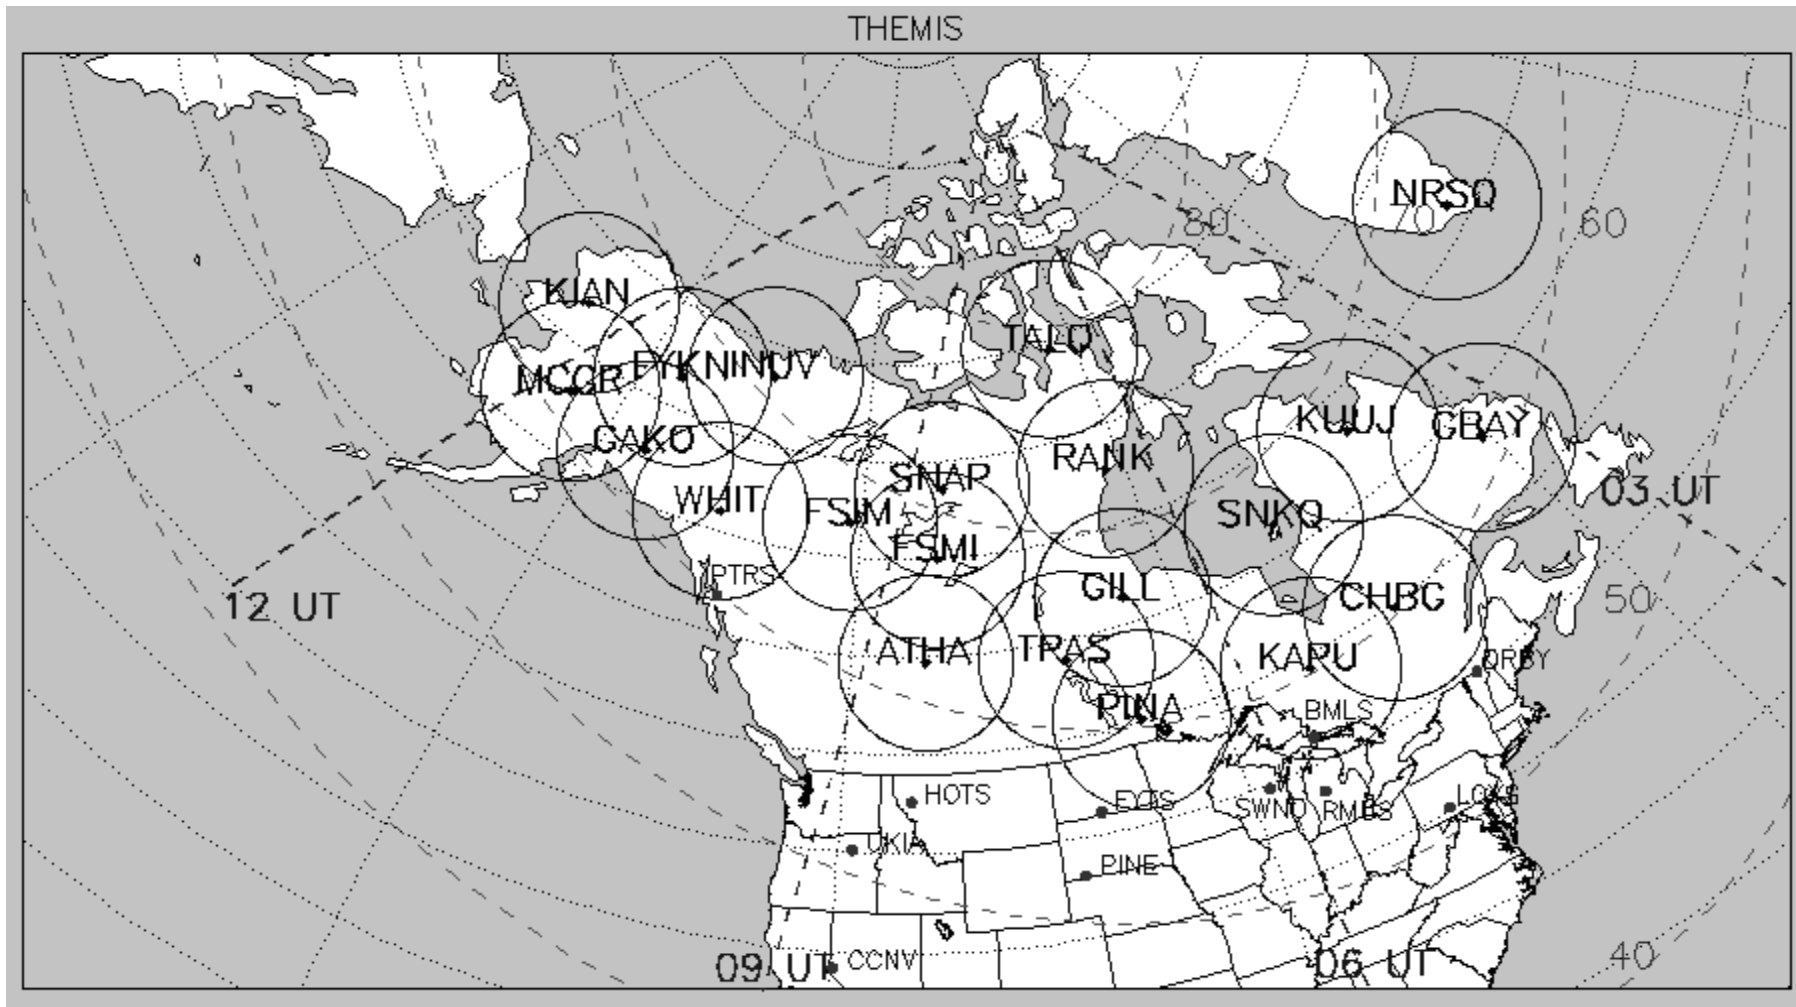 THEMIS
NRSQ
80
70
60
KIAN
TALO
FYKN
INUV
MCGR
KUUJ
GBAY
GAKO
RANK
SNAP
03 UT
WHIT
FSIM
SNKQ
FSMI
PTRS
GILL
CHBG
50
12 UT
ATHA
TPAS
KAPU
DRBY
PINA
BMLS
HOTS
FYTS
SWNO
RMUS
LOYS
UKIA
PINE
09 UT
CCNV
06 UT
40